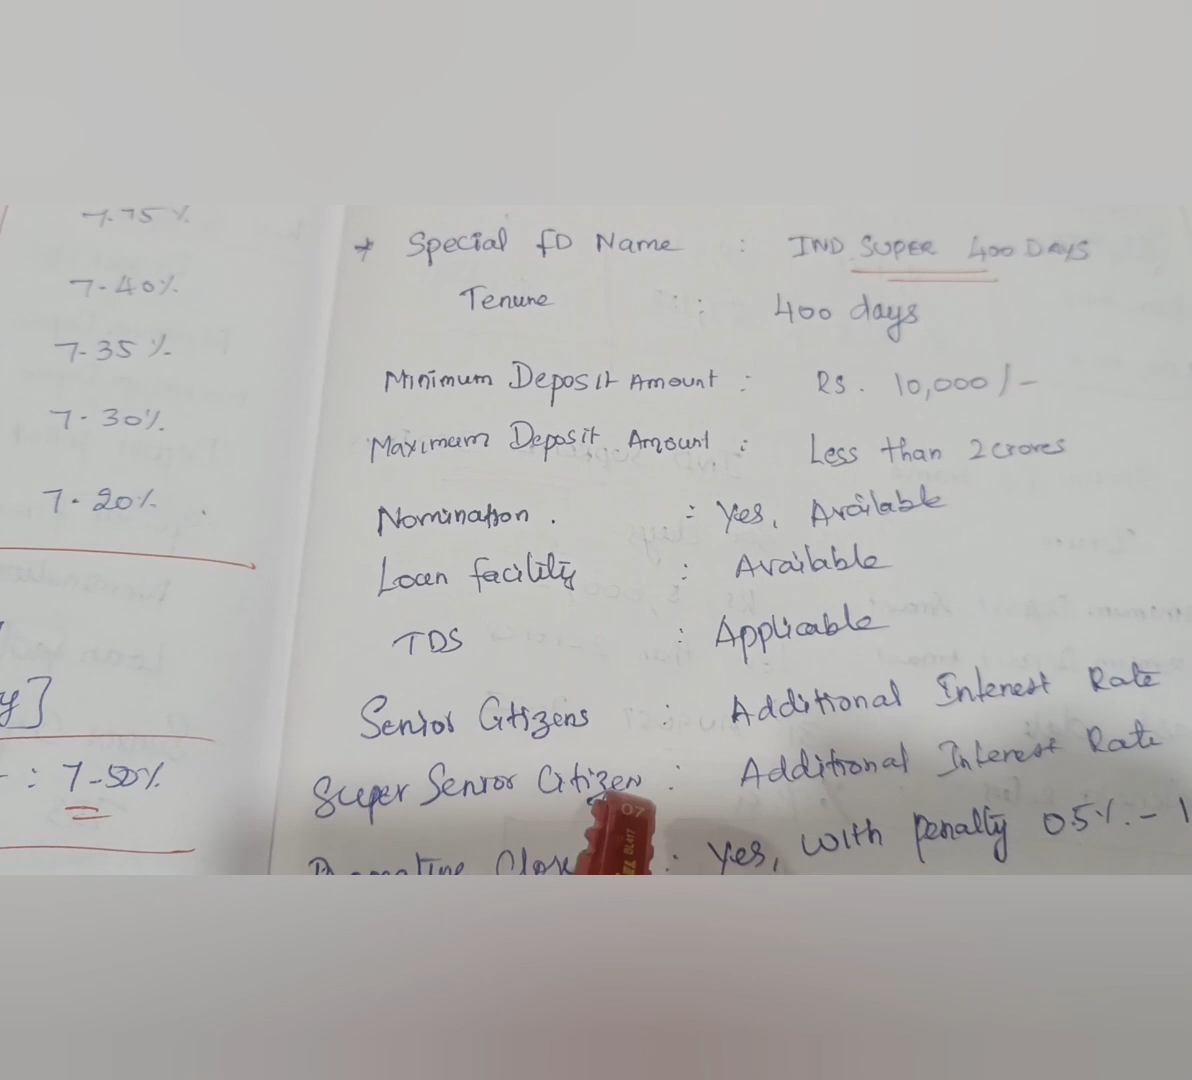 7.75%
7-40%
7-35%
7-30%
7-20%
y]
: 7-50%
* Special FD Name : IND SUPER 400 DAYS
Tenure : 400 days
Minimum Deposit Amount : Rs. 10,000/-
Maximum Deposit Amount : Less than 2 crores
Nomination. : Yes, Available
Loan facility : Available
TDS : Applicable
Senior Citizens : Additional Interest Rate
Super Senior Citizen : Additional Interest Rate
: Yes, with penalty 0.5% - 1
07